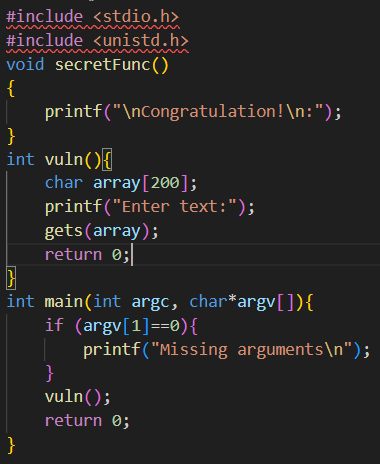 #include <stdio.h>
#include <unistd.h>
void secretFunc()
{
    printf("\nCongratulation!\n:");
}
int vuln(){
    char array[200];
    printf("Enter text:");
    gets(array);
    return 0;
}
int main(int argc, char*argv[]){
    if (argv[1]==0){
        printf("Missing arguments\n");
    }
    vuln();
    return 0;
}